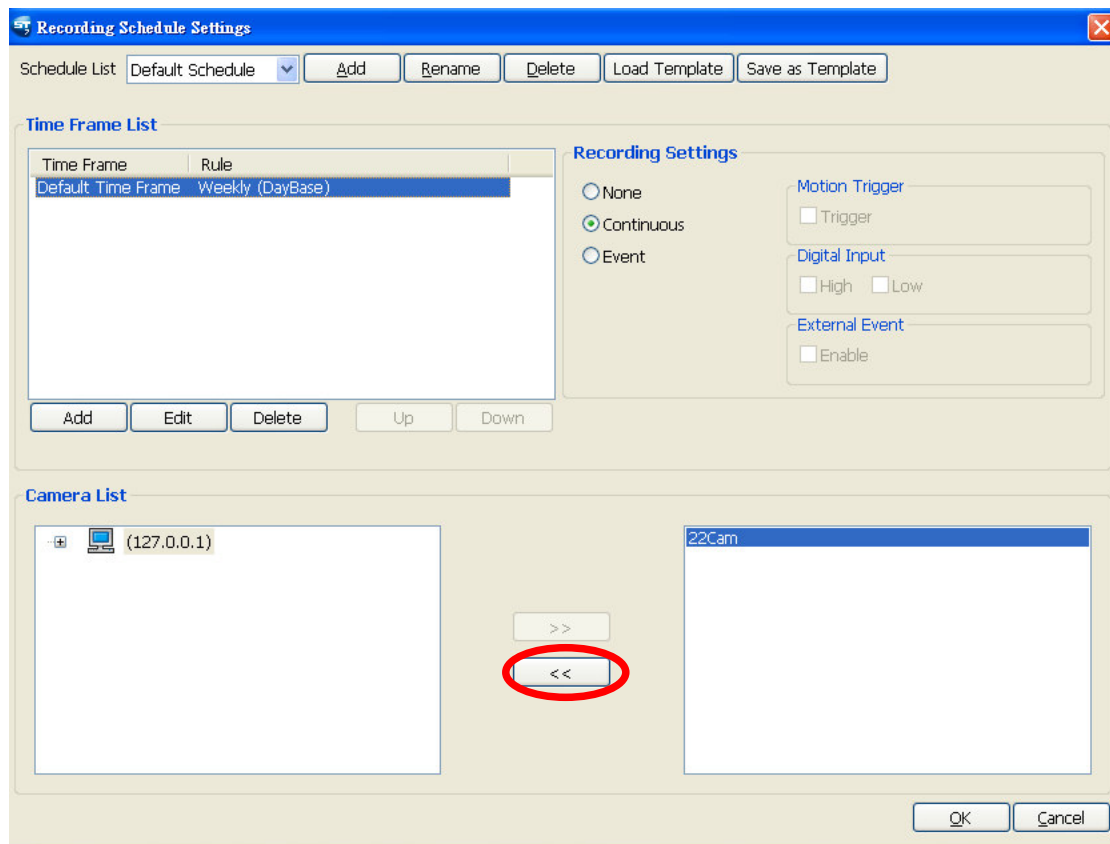 Recording Schedule Settings
Schedule List Default Schedule Add Rename Delete Load Template Save as Template
Time Frame List
Time Frame Rule
Default Time Frame Weekly (DayBase)
Recording Settings
None
Continuous
Event
Motion Trigger
Trigger
Digital Input
High Low
External Event
Enable
Add Edit Delete Up Down
Camera List
(127.0.0.1)
22Cam
>>
<<
OK Cancel